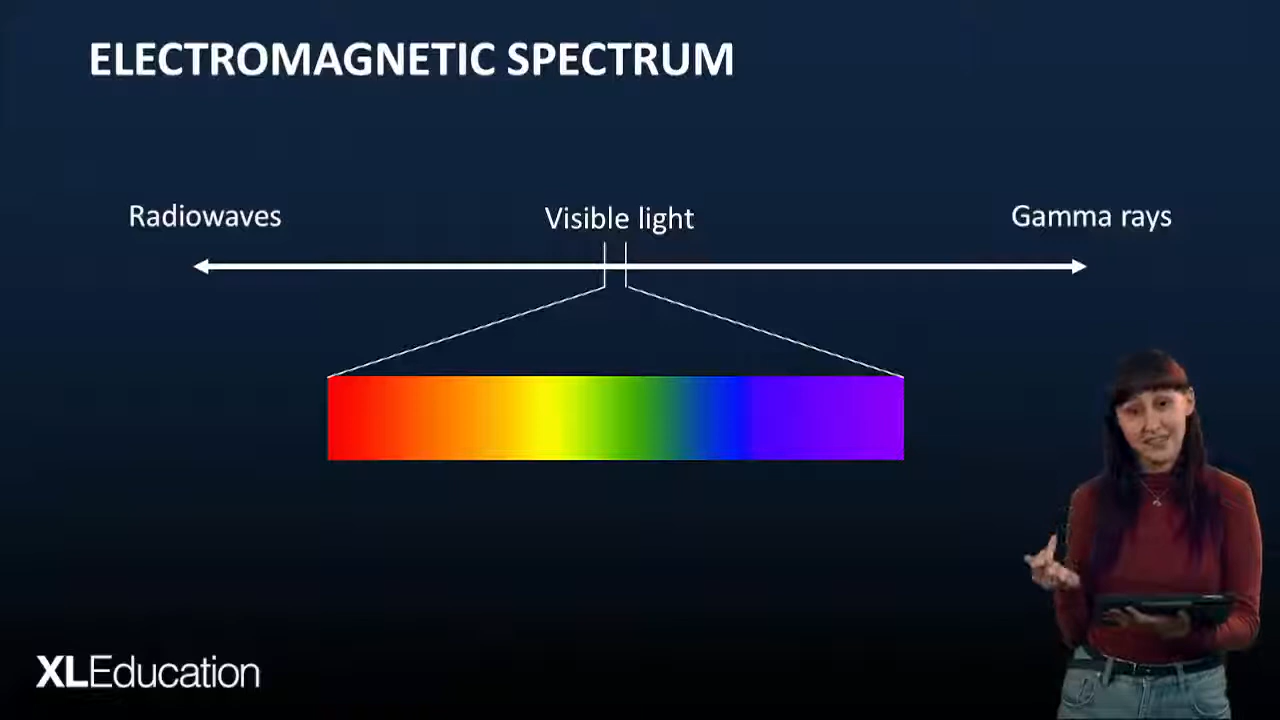 ELECTROMAGNETIC SPECTRUM
Radiowaves
Visible light
Gamma rays
XLEducation